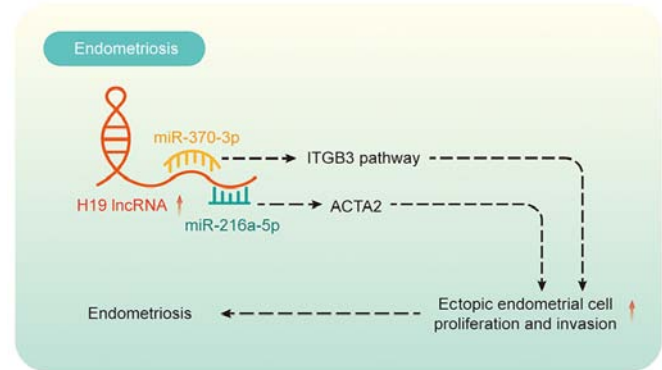 Endometriosis
miR-370-3p
ITGB3 pathway
H19 lncRNA
ACTA2
miR-216a-5p
Endometriosis
Ectopic endometrial cell
proliferation and invasion